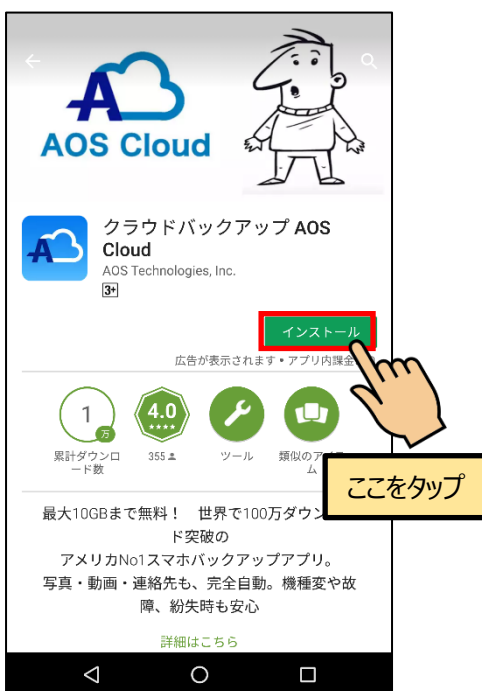 AOS Cloud
クラウドバックアップ AOS
Cloud
AOS Technologies, Inc.
3+
インストール
広告が表示されます • アプリ内課金
1
万
4.0
累計ダウンロ
ード数
355
ツール
類似のア
ム
ここをタップ
最大10GBまで無料！　世界で100万ダウン
ド突破の
アメリカNo1スマホバックアップアプリ。
写真・動画・連絡先も、完全自動。機種変や故
障、紛失時も安心
詳細はこちら